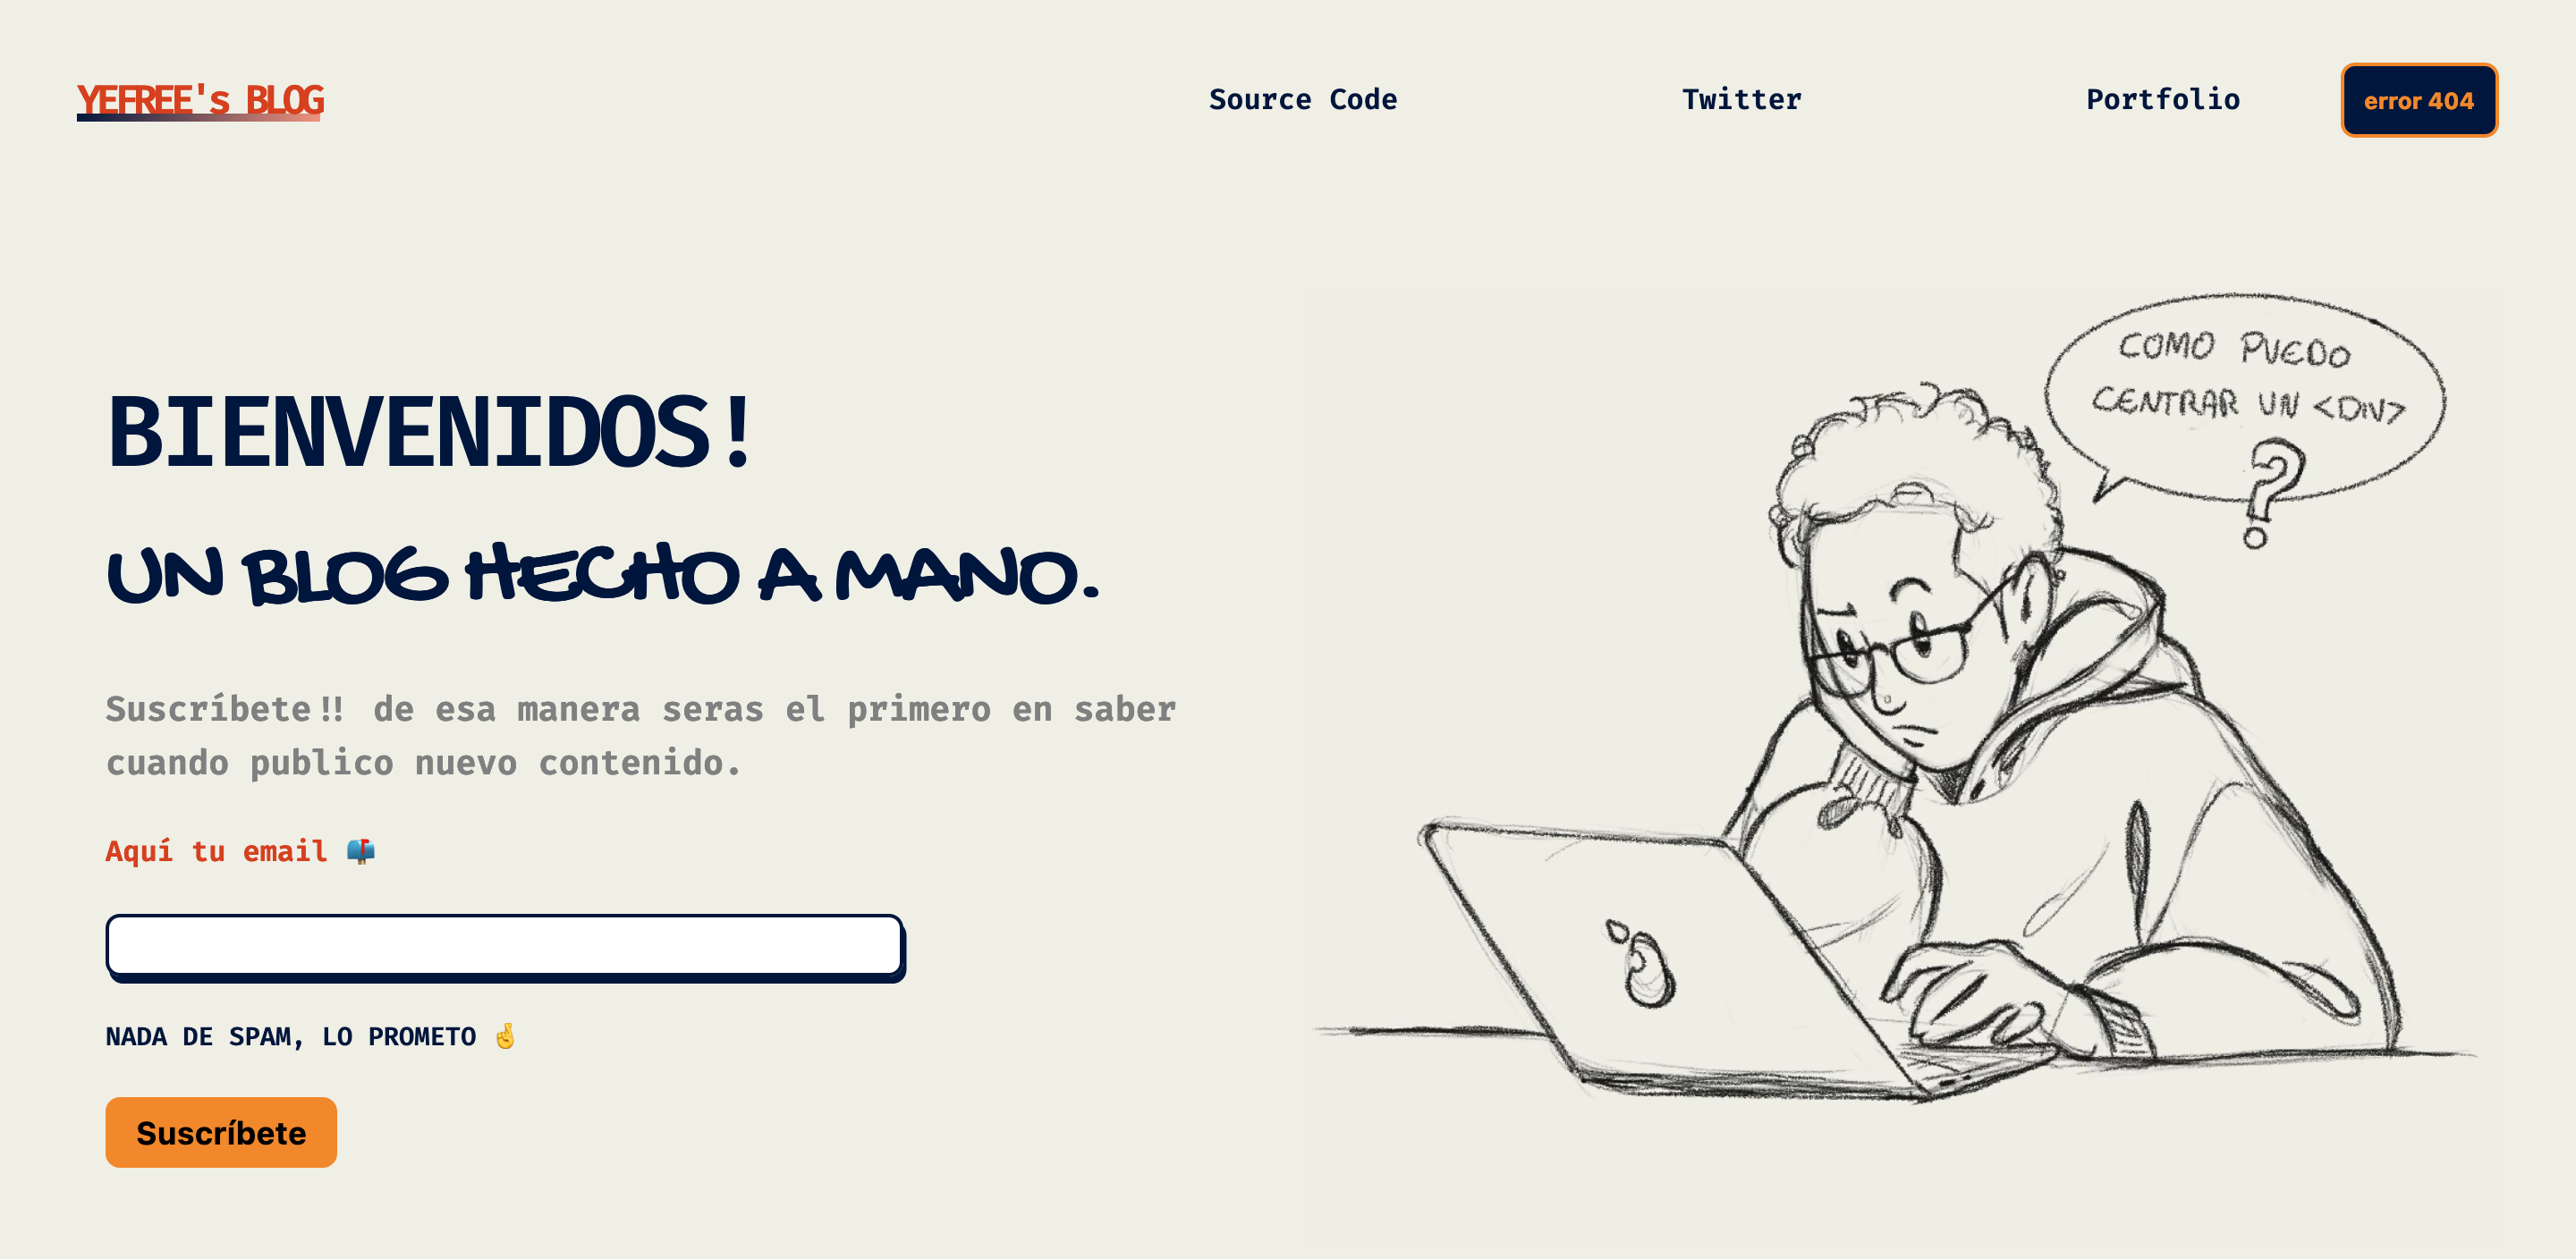 YEFREE's BLOG
Source Code
Twitter
Portfolio
error 404
COMO PUEDO
CENTRAR UN <DIV>
?
BIENVENIDOS!
UN BLOG HECHO A MANO.
Suscríbete!! de esa manera seras el primero en saber
cuando publico nuevo contenido.
Aquí tu email 📫
NADA DE SPAM, LO PROMETO 🤞
Suscríbete